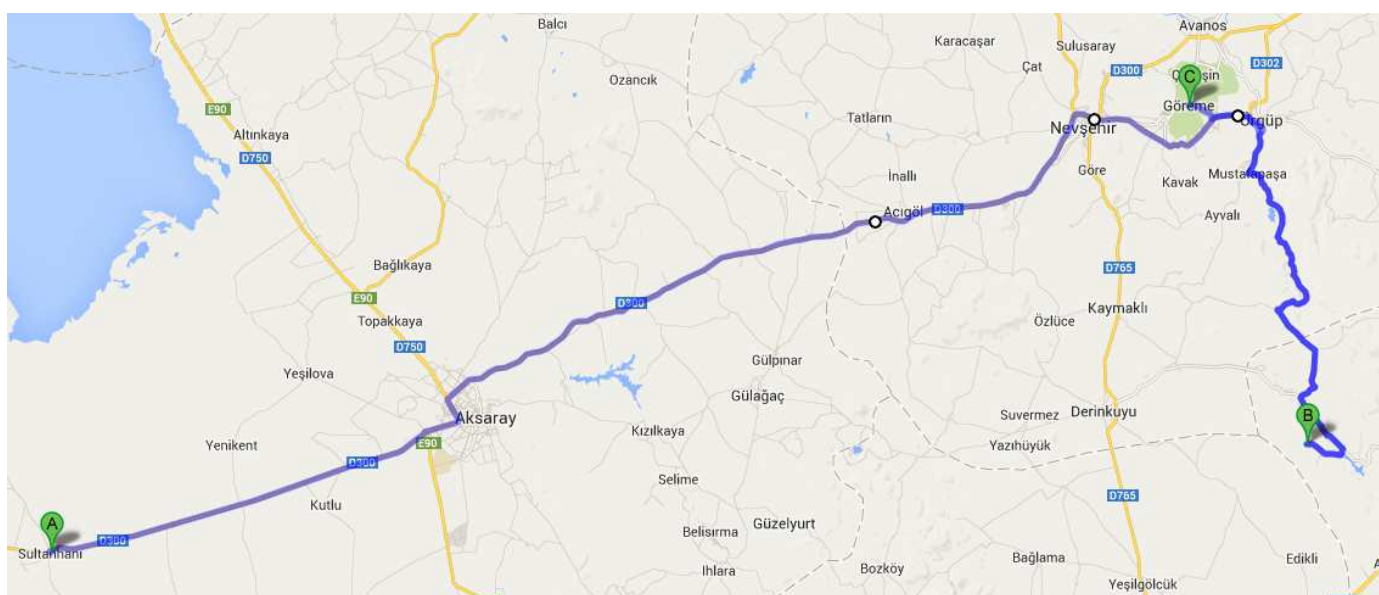 Balcı
Avanos
Karacaşar
Sulusaray
Çat
D300
D302
Ozancık
C
Göreme
E90
Altınkaya
Tatların
Nevşehir
Ürgüp
D750
İnallı
Göre
Kavak
Mustafapaşa
Acıgöl
D300
Ayvalı
Bağlıkaya
D765
E90
D300
Kaymaklı
Topakkaya
Özlüce
D750
Gülpınar
Yeşilova
Gülağaç
Aksaray
Suvermez
Derinkuyu
B
Kızılkaya
Yenikent
E90
Yazıhüyük
D300
Selime
D765
Kutlu
A
Güzelyurt
Belisırma
D300
Sultanhanı
Bağlama
Edikli
Ihlara
Bozköy
Yeşilgölcük